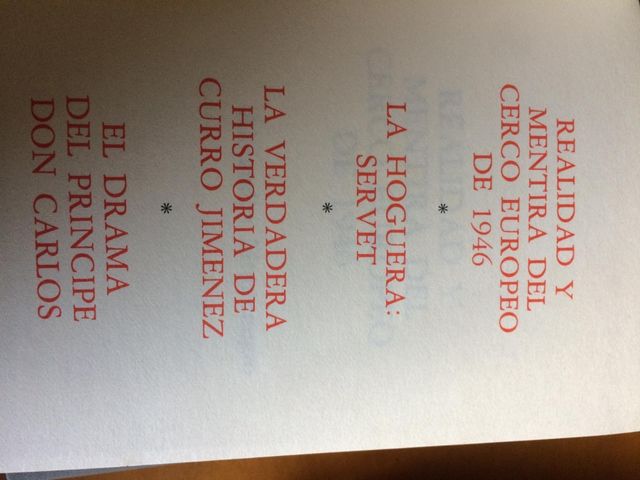 REALIDAD Y
MENTIRA DEL
CERCO EUROPEO
DE 1946
*
LA HOGUERA:
SERVET
*
LA VERDADERA
HISTORIA DE
CURRO JIMENEZ
*
EL DRAMA
DEL PRINCIPE
DON CARLOS